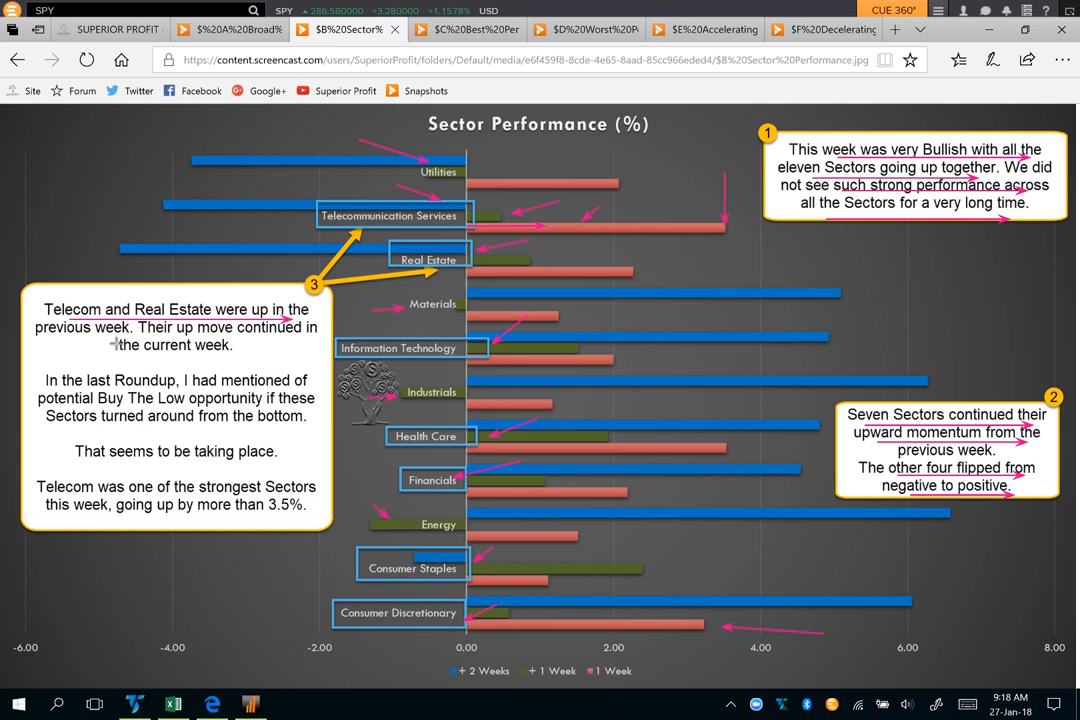 SPY
SPY 286.580000 +3.280000 +1.1578% USD
CUE 360°
SUPERIOR PROFIT
$%20A%20Broad%
$B%20Sector%
$C%20Best%20Per
$D%20Worst%20P
$E%20Accelerating
$F%20Decelerating
https://content.screencast.com/users/SuperiorProfit/folders/Default/media/e6f459f8-8cde-4e65-8aad-85cc966eded4/$B%20Sector%20Performance.jpg
Site Forum Twitter Facebook Google+ Superior Profit Snapshots
Sector Performance (%)
1
This week was very Bullish with all the
eleven Sectors going up together. We did
not see such strong performance across
all the Sectors for a very long time.
Utilities
Telecommunication Services
Real Estate
Materials
Information Technology
Industrials
Health Care
Financials
Energy
Consumer Staples
Consumer Discretionary
3
Telecom and Real Estate were up in the
previous week. Their up move continued in
the current week.
In the last Roundup, I had mentioned of
potential Buy The Low opportunity if these
Sectors turned around from the bottom.
That seems to be taking place.
Telecom was one of the strongest Sectors
this week, going up by more than 3.5%.
2
Seven Sectors continued their
upward momentum from the
previous week.
The other four flipped from
negative to positive.
-6.00 -4.00 -2.00 0.00 2.00 4.00 6.00 8.00
+ 2 Weeks + 1 Week 1 Week
9:18 AM
27-Jan-18